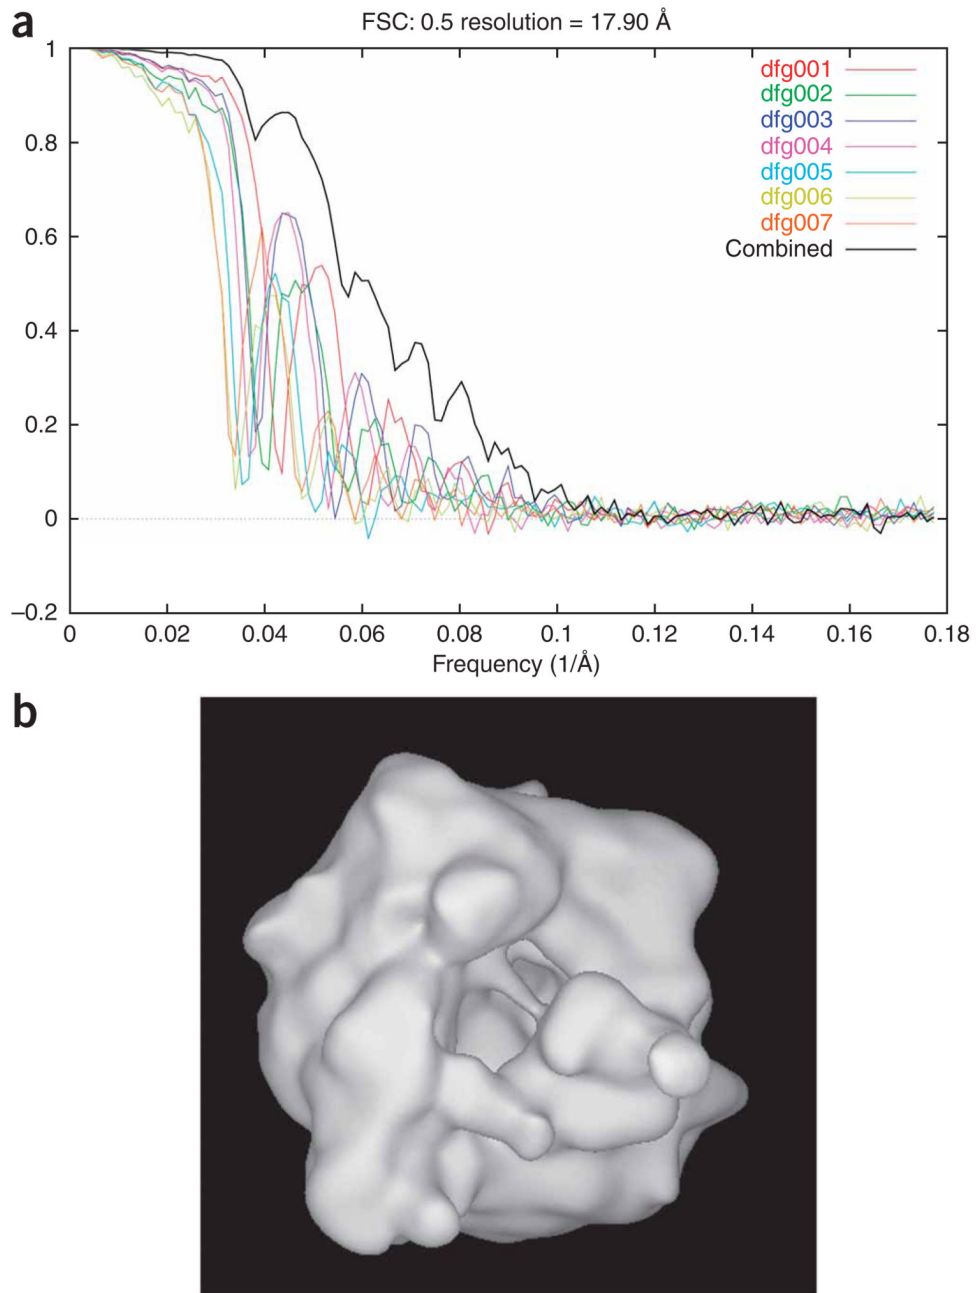 a
FSC: 0.5 resolution = 17.90 Å
1
0.8
0.6
0.4
0.2
0
–0.2
dfg001
dfg002
dfg003
dfg004
dfg005
dfg006
dfg007
Combined
0 0.02 0.04 0.06 0.08 0.1 0.12 0.14 0.16 0.18
Frequency (1/Å)
b